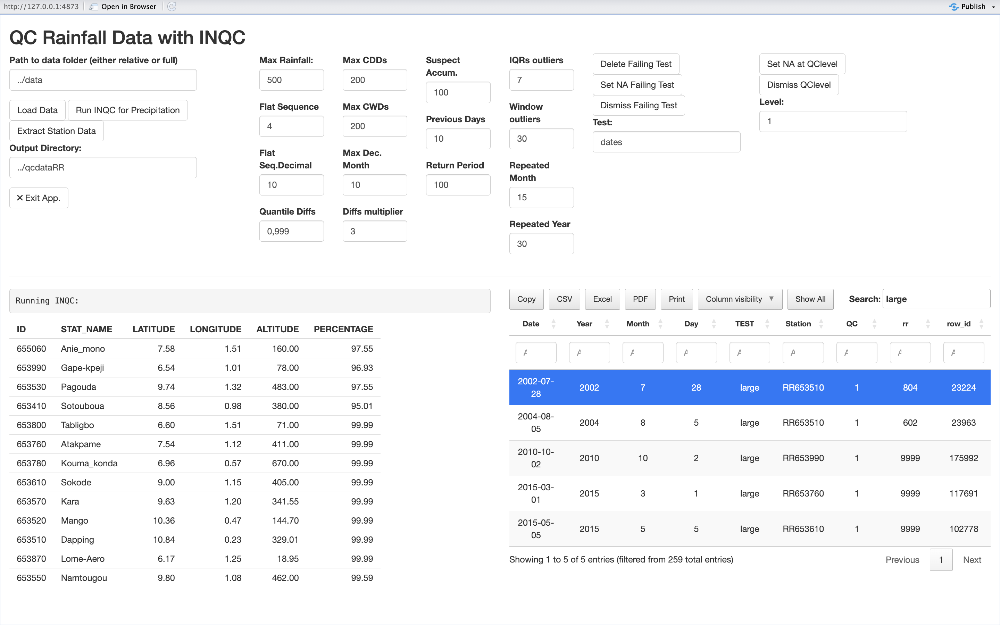 http://127.0.0.1:4873 Open in Browser Publish
QC Rainfall Data with INQC
Path to data folder (either relative or full)
../data
Load Data Run INQC for Precipitation
Extract Station Data
Output Directory:
../qcdataRR
Exit App.
Max Rainfall:
500
Flat Sequence
4
Flat
Seq.Decimal
10
Quantile Diffs
0,999
Max CDDs
200
Max CWDs
200
Max Dec.
Month
10
Diffs multiplier
3
Suspect
Accum.
100
Previous Days
10
Return Period
100
IQRs outliers
7
Window
outliers
30
Repeated
Month
15
Repeated Year
30
Delete Failing Test
Set NA Failing Test
Dismiss Failing Test
Test:
dates
Set NA at QClevel
Dismiss QClevel
Level:
1
Running INQC:
ID STAT_NAME LATITUDE LONGITUDE ALTITUDE PERCENTAGE
655060 Anie_mono 7.58 1.51 160.00 97.55
653990 Gape-kpeji 6.54 1.01 78.00 96.93
653530 Pagouda 9.74 1.32 483.00 97.55
653410 Sotouboua 8.56 0.98 380.00 95.01
653800 Tabligbo 6.60 1.51 71.00 99.99
653760 Atakpame 7.54 1.12 411.00 99.99
653780 Kouma_konda 6.96 0.57 670.00 99.99
653610 Sokode 9.00 1.15 405.00 99.99
653570 Kara 9.63 1.20 341.55 99.99
653520 Mango 10.36 0.47 144.70 99.99
653510 Dapping 10.84 0.23 329.01 99.99
653870 Lome-Aero 6.17 1.25 18.95 99.99
653550 Namtougou 9.80 1.08 462.00 99.59
Copy CSV Excel PDF Print Column visibility Show All Search: large
Date Year Month Day TEST Station QC rr row_id
2002-07-
28 2002 7 28 large RR653510 1 804 23224
2004-08-
05 2004 8 5 large RR653510 1 602 23963
2010-10-
02 2010 10 2 large RR653990 1 9999 175992
2015-03-
01 2015 3 1 large RR653760 1 9999 117691
2015-05-
05 2015 5 5 large RR653610 1 9999 102778
Showing 1 to 5 of 5 entries (filtered from 259 total entries) Previous 1 Next